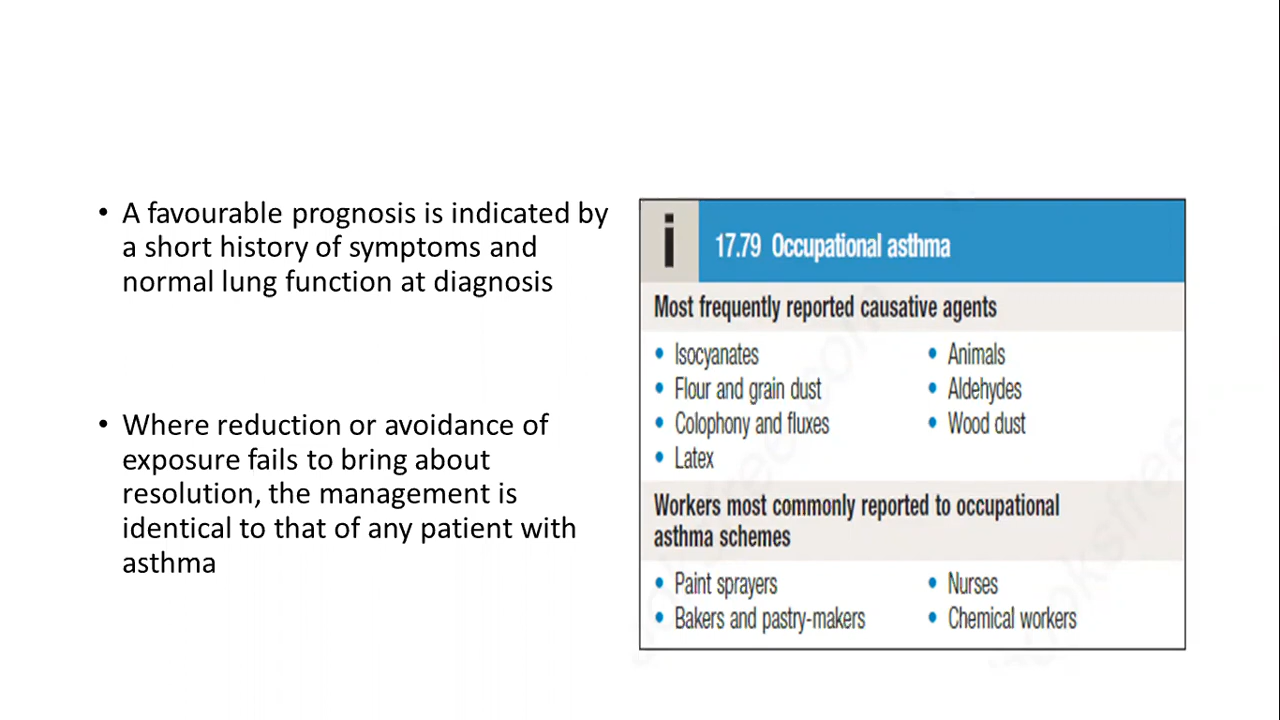 • A favourable prognosis is indicated by
a short history of symptoms and
normal lung function at diagnosis
• Where reduction or avoidance of
exposure fails to bring about
resolution, the management is
identical to that of any patient with
asthma
i 17.79 Occupational asthma
Most frequently reported causative agents
• Isocyanates
• Flour and grain dust
• Colophony and fluxes
• Latex
• Animals
• Aldehydes
• Wood dust
Workers most commonly reported to occupational
asthma schemes
• Paint sprayers
• Bakers and pastry-makers
• Nurses
• Chemical workers